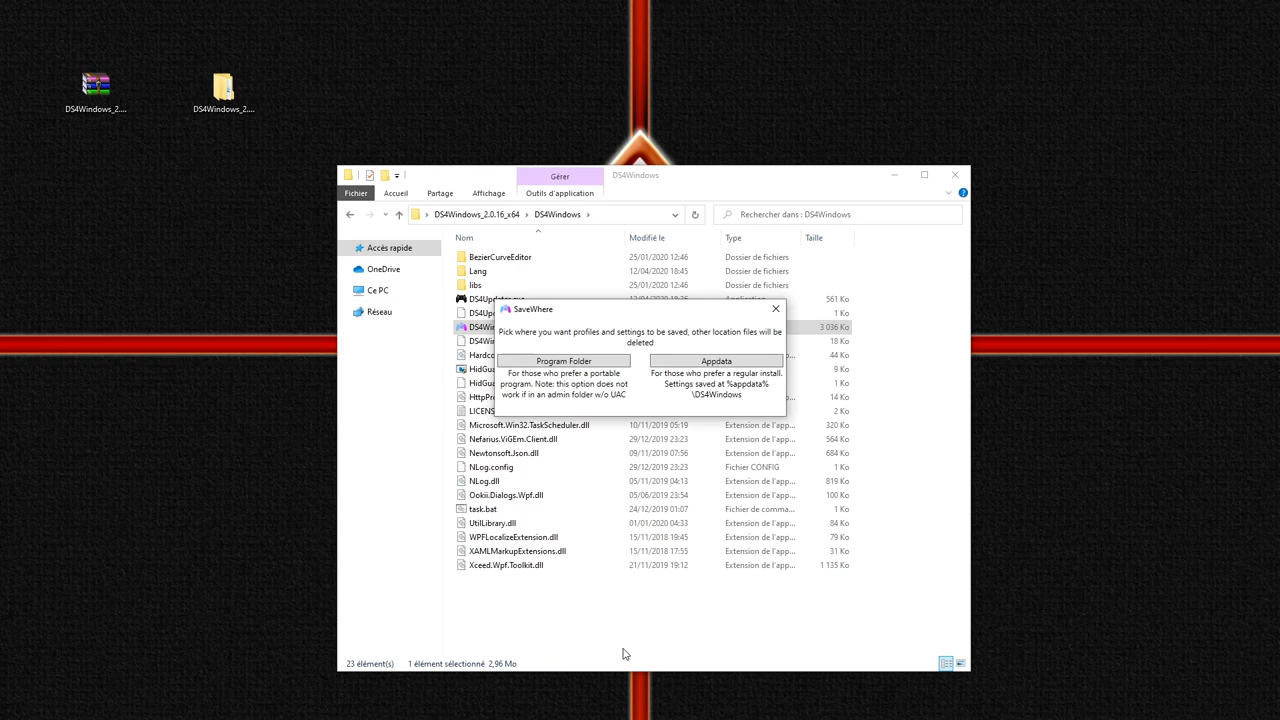 DS4Windows_2....
DS4Windows_2....
Gérer
DS4Windows
Fichier
Accueil
Partage
Affichage
Outils d'application
DS4Windows_2.0.16_x64
DS4Windows
Rechercher dans : DS4Windows
Nom
Modifié le
Type
Taille
Accès rapide
OneDrive
Ce PC
Réseau
BezierCurveEditor 25/01/2020 12:46 Dossier de fichiers
Lang 12/04/2020 18:45 Dossier de fichiers
libs 25/01/2020 12:46 Dossier de fichiers
561 Ko
DS4Up 1 Ko
DS4Wi 3 036 Ko
DS4Wi 18 Ko
Hardco 44 Ko
HidGua 9 Ko
HidGua 1 Ko
HttpPro 14 Ko
LICEN 2 Ko
Microsoft.Win32.TaskScheduler.dll 10/11/2019 05:19 Extension de l'app... 320 Ko
Nefarius.ViGEm.Client.dll 29/12/2019 23:23 Extension de l'app... 564 Ko
Newtonsoft.Json.dll 09/11/2019 07:56 Extension de l'app... 684 Ko
NLog.config 29/12/2019 23:23 Fichier CONFIG 1 Ko
NLog.dll 05/11/2019 04:13 Extension de l'app... 819 Ko
Ookii.Dialogs.Wpf.dll 05/06/2019 23:54 Extension de l'app... 100 Ko
task.bat 24/12/2019 01:07 Fichier de comma... 1 Ko
UtilLibrary.dll 01/01/2020 04:33 Extension de l'app... 84 Ko
WPFLocalizeExtension.dll 15/11/2018 19:45 Extension de l'app... 79 Ko
XAMLMarkupExtensions.dll 15/11/2018 17:55 Extension de l'app... 31 Ko
Xceed.Wpf.Toolkit.dll 21/11/2019 19:12 Extension de l'app... 1 135 Ko
SaveWhere
Pick where you want profiles and settings to be saved, other location files will be
deleted
Program Folder
For those who prefer a portable
program. Note: this option does not
work if in an admin folder w/o UAC
Appdata
For those who prefer a regular install.
Settings saved at %appdata%
\DS4Windows
23 élément(s)
1 élément sélectionné 2,96 Mo